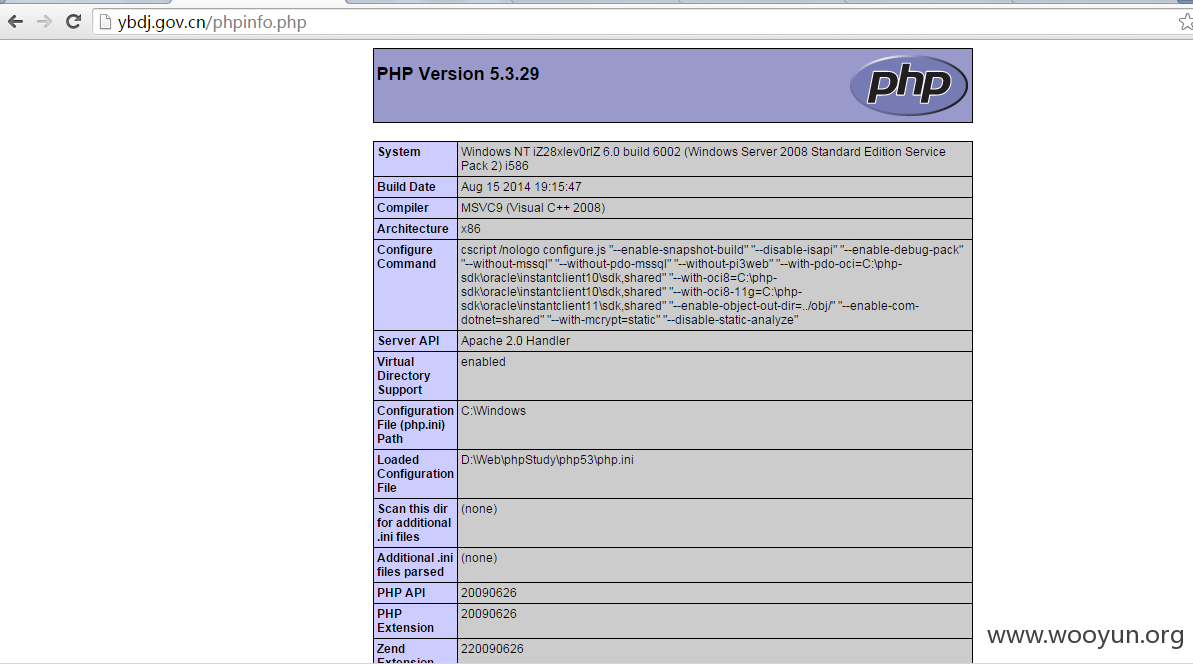 ybdj.gov.cn/phpinfo.php
PHP Version 5.3.29
php
System
Windows NT iZ28xlev0rlZ 6.0 build 6002 (Windows Server 2008 Standard Edition Service
Pack 2) i586
Build Date
Aug 15 2014 19:15:47
Compiler
MSVC9 (Visual C++ 2008)
Architecture
x86
Configure
Command
cscript /nologo configure.js "--enable-snapshot-build" "--disable-isapi" "--enable-debug-pack"
"--without-mssql" "--without-pdo-mssql" "--without-pi3web" "--with-pdo-oci=C:\php-
sdk\oracle\instantclient10\sdk,shared" "--with-oci8=C:\php-
sdk\oracle\instantclient10\sdk,shared" "--with-oci8-11g=C:\php-
sdk\oracle\instantclient11\sdk,shared" "--enable-object-out-dir=../obj/" "--enable-com-
dotnet=shared" "--with-mcrypt=static" "--disable-static-analyze"
Server API
Apache 2.0 Handler
Virtual
Directory
Support
enabled
Configuration
File (php.ini)
Path
C:\Windows
Loaded
Configuration
File
D:\Web\phpStudy\php53\php.ini
Scan this dir
for additional
.ini files
(none)
Additional .ini
files parsed
(none)
PHP API
20090626
PHP
Extension
20090626
Zend
Extension
220090626
www.wooyun.org